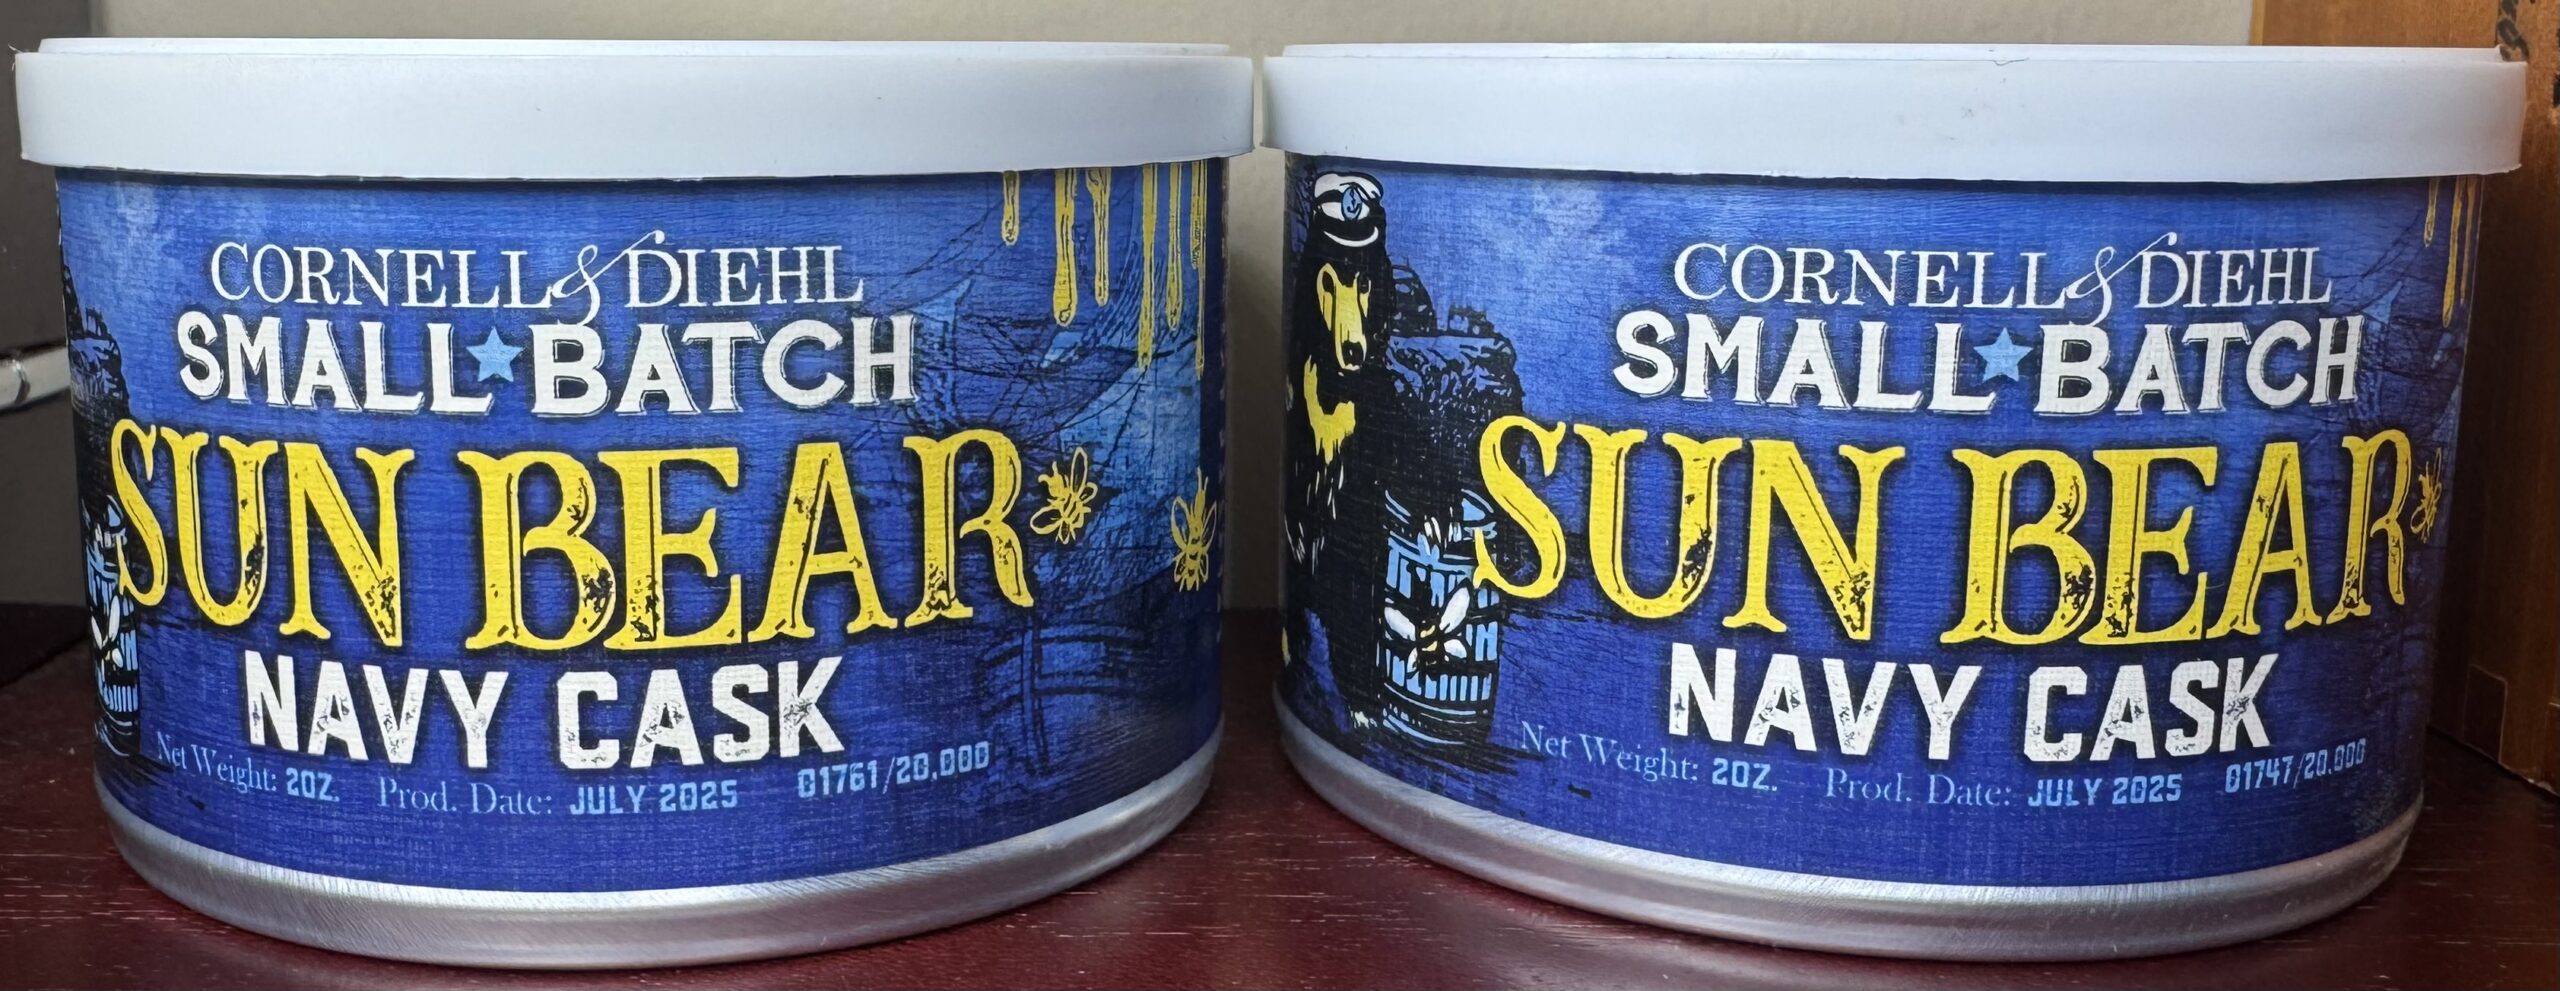 CORNELL & DIEHL
SMALL★BATCH
SUN BEAR
NAVY CASK
Net Weight: 2OZ. Prod. Date: JULY 2025 01761/20,000
CORNELL & DIEHL
SMALL★BATCH
SUN BEAR
NAVY CASK
Net Weight: 2OZ. Prod. Date: JULY 2025 01747/20,000